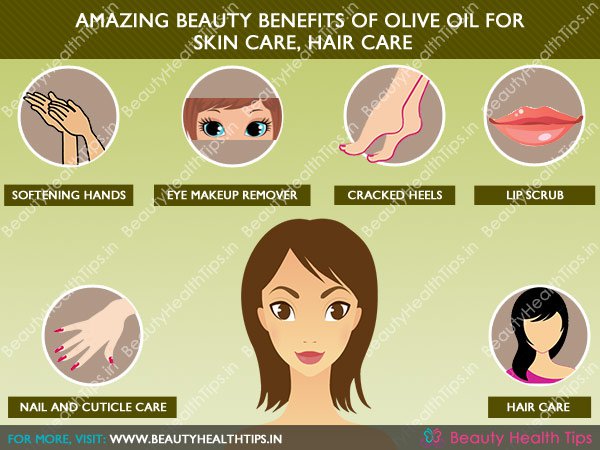 AMAZING BEAUTY BENEFITS OF OLIVE OIL FOR
SKIN CARE, HAIR CARE
SOFTENING HANDS
EYE MAKEUP REMOVER
CRACKED HEELS
LIP SCRUB
NAIL AND CUTICLE CARE
HAIR CARE
FOR MORE, VISIT: WWW.BEAUTYHEALTHTIPS.IN
Beauty Health Tips
BeautyHealthTips.in